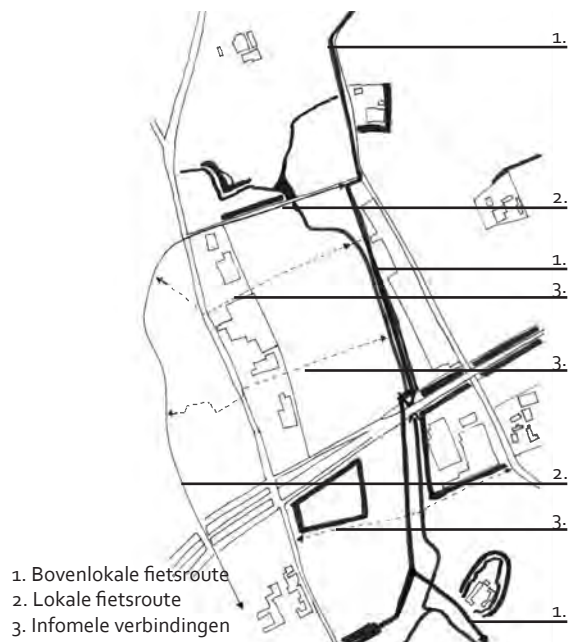 1.
2.
1.
3.
3.
2.
3.
1.
1. Bovenlokale fietsroute
2. Lokale fietsroute
3. Infomele verbindingen